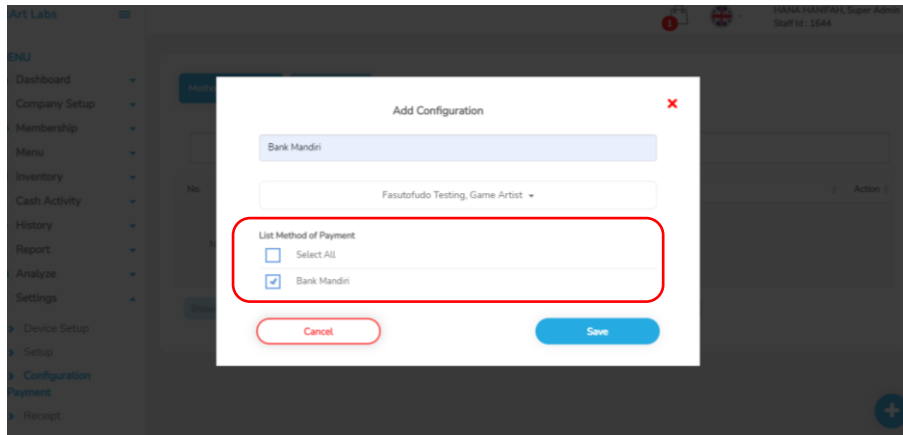 Art Labs
1
HANA HANIFAH, Super Admin
Staff Id : 1644
ENU
Dashboard
Company Setup
Membership
Menu
Inventory
Cash Activity
History
Report
Analyze
Settings
Device Setup
Setup
Configuration
Payment
Receipt
No.
Action
Add Configuration
Bank Mandiri
Fasutofudo Testing, Game Artist
List Method of Payment
Select All
Bank Mandiri
Cancel
Save